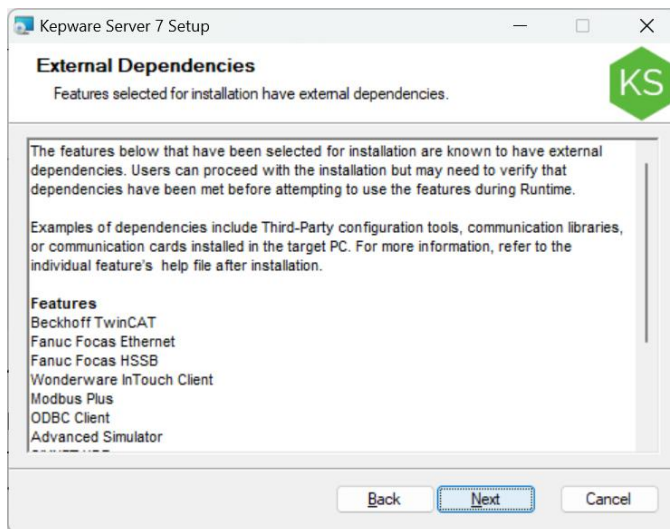 Kepware Server 7 Setup
External Dependencies
Features selected for installation have external dependencies.
KS
The features below that have been selected for installation are known to have external
dependencies. Users can proceed with the installation but may need to verify that
dependencies have been met before attempting to use the features during Runtime.
Examples of dependencies include Third-Party configuration tools, communication libraries,
or communication cards installed in the target PC. For more information, refer to the
individual feature's help file after installation.
Features
Beckhoff TwinCAT
Fanuc Focas Ethernet
Fanuc Focas HSSB
Wonderware InTouch Client
Modbus Plus
ODBC Client
Advanced Simulator
Back
Next
Cancel